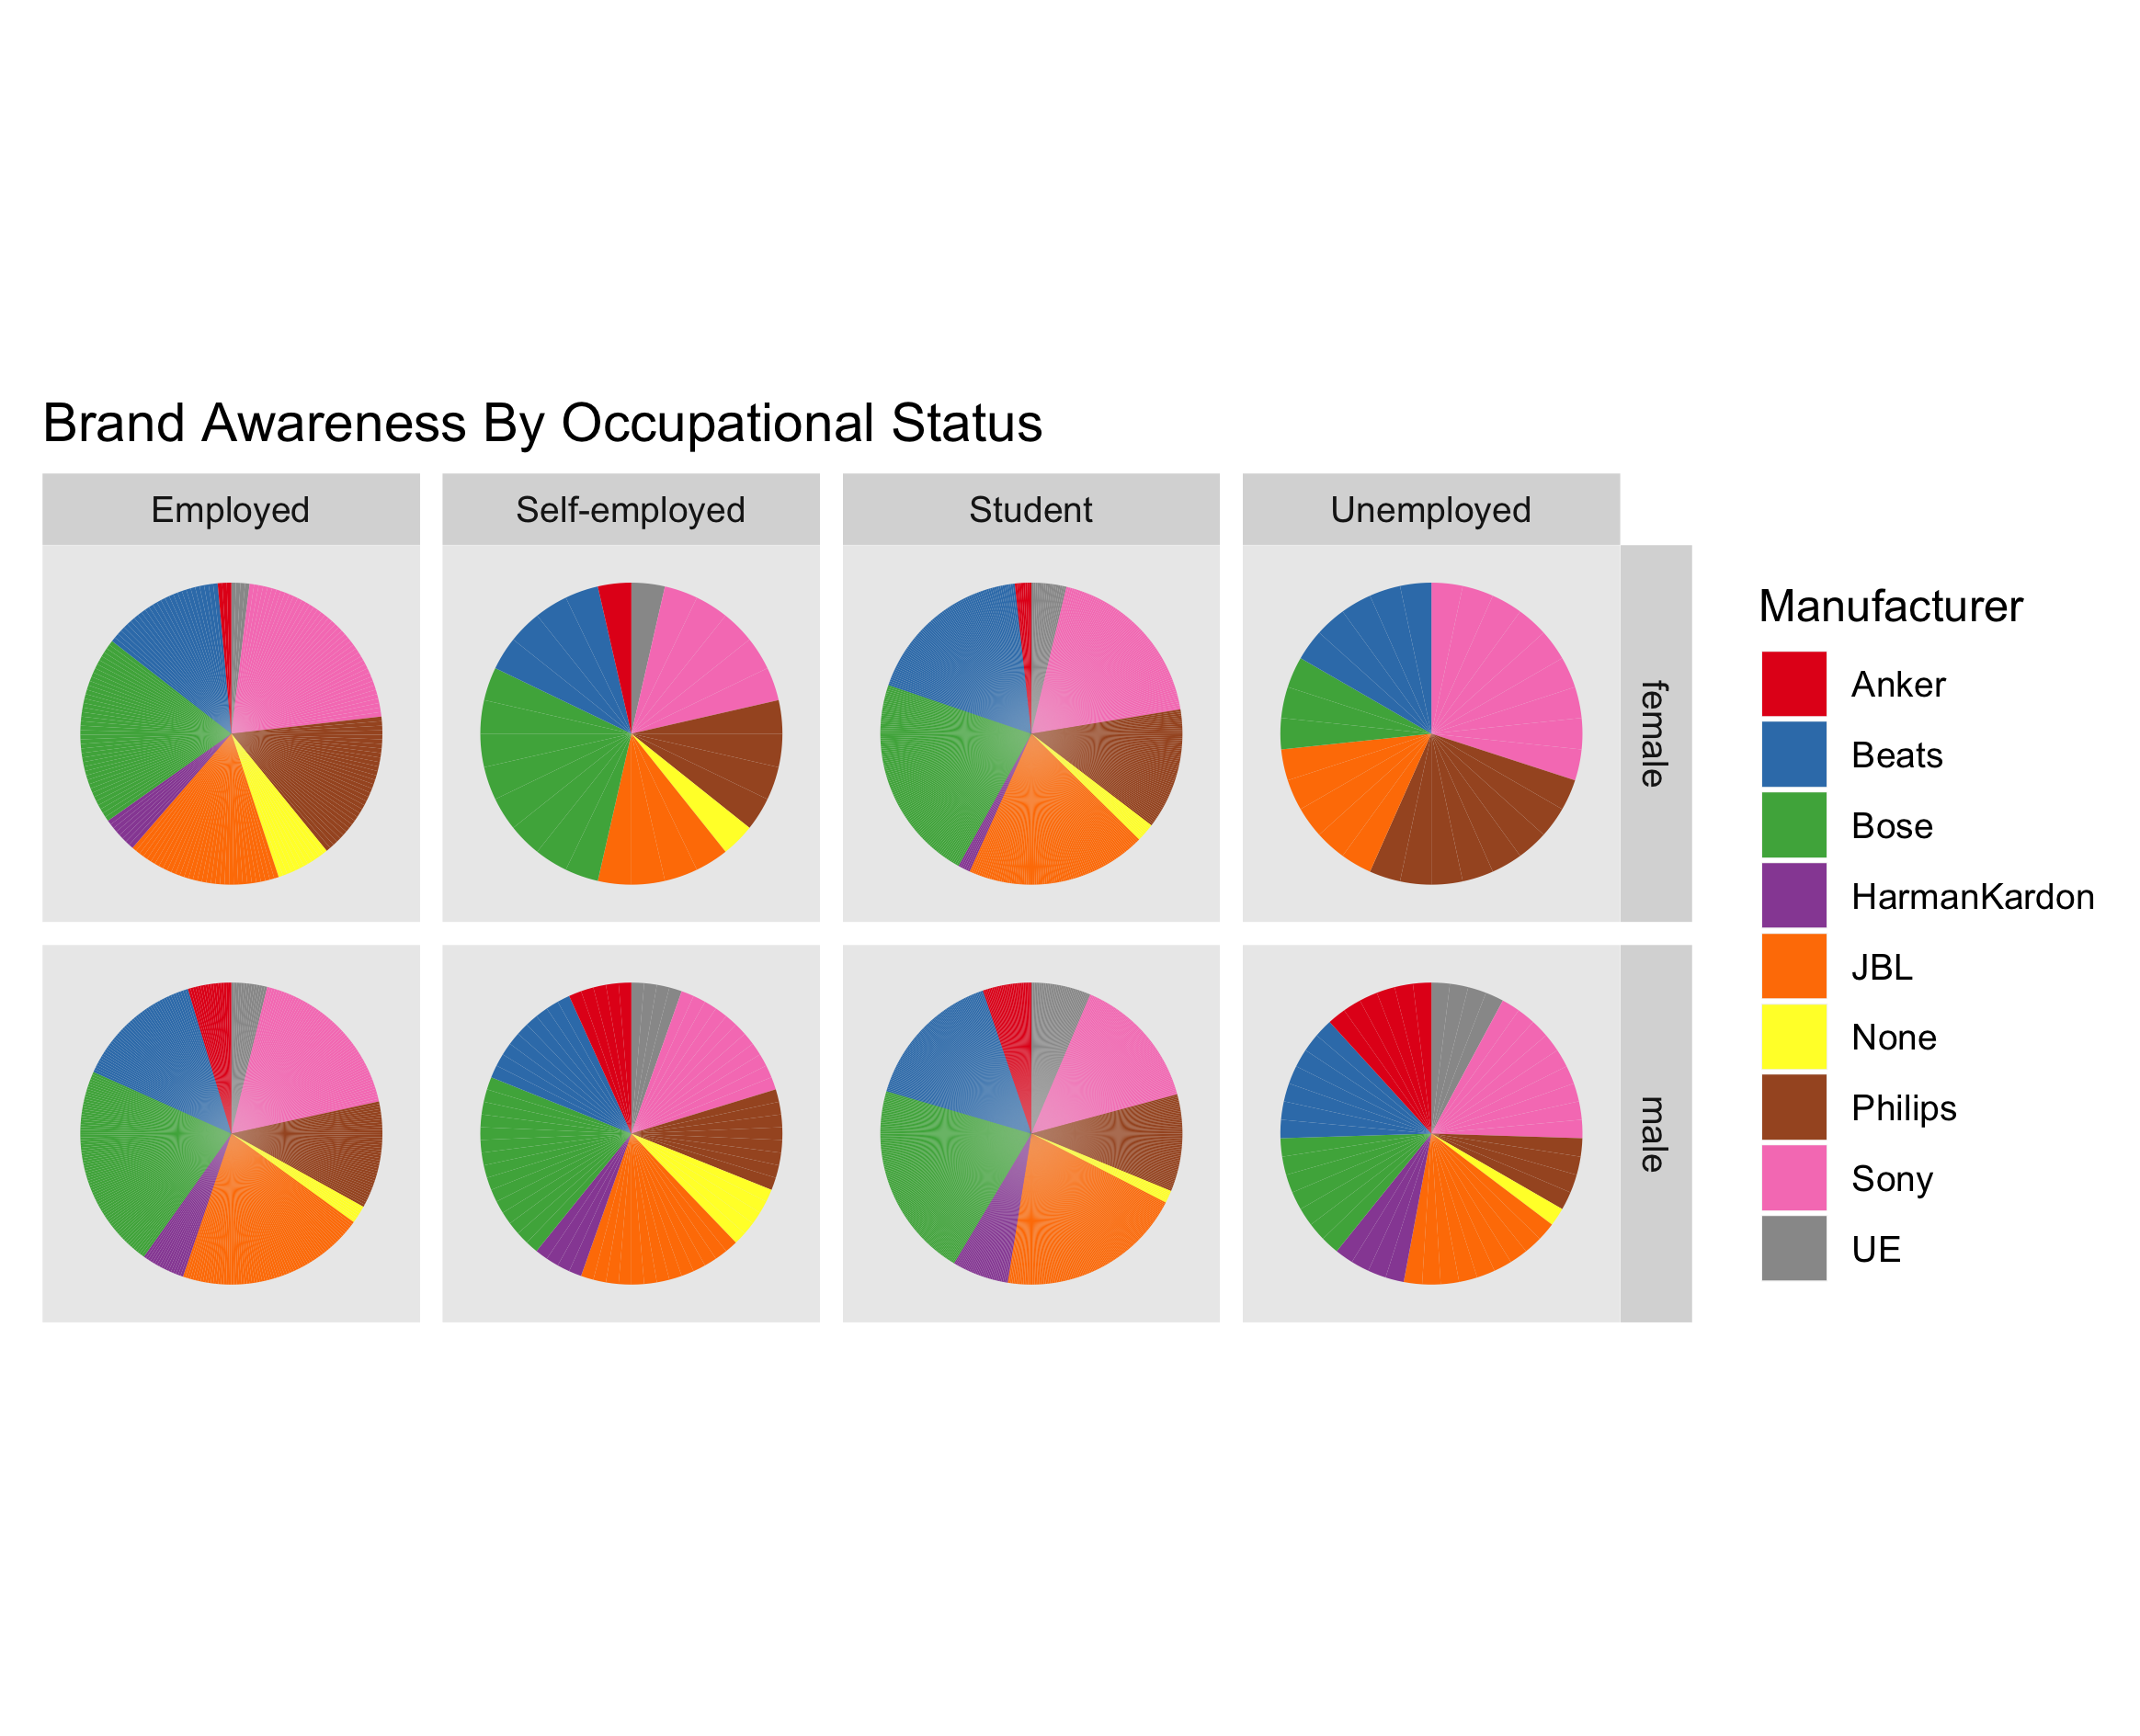 Brand Awareness By Occupational Status
Employed
Self-employed
Student
Unemployed
female
male
Manufacturer
Anker
Beats
Bose
HarmanKardon
JBL
None
Philips
Sony
UE